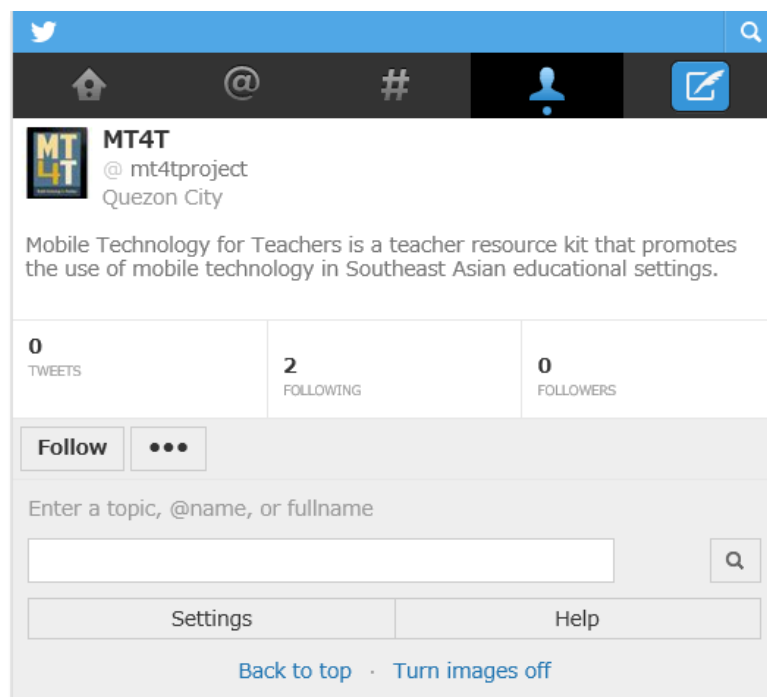 @ #
MT
4T
MT4T
@ mt4tproject
Quezon City
Mobile Technology for Teachers is a teacher resource kit that promotes
the use of mobile technology in Southeast Asian educational settings.
0
TWEETS
2
FOLLOWING
0
FOLLOWERS
Follow •••
Enter a topic, @name, or fullname
Settings Help
Back to top · Turn images off